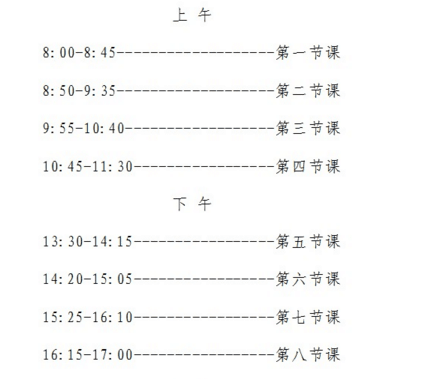 上 午
8:00-8:45-------------------第一节课
8:50-9:35-------------------第二节课
9:55-10:40------------------第三节课
10:45-11:30-----------------第四节课
下 午
13:30-14:15-----------------第五节课
14:20-15:05-----------------第六节课
15:25-16:10-----------------第七节课
16:15-17:00-----------------第八节课